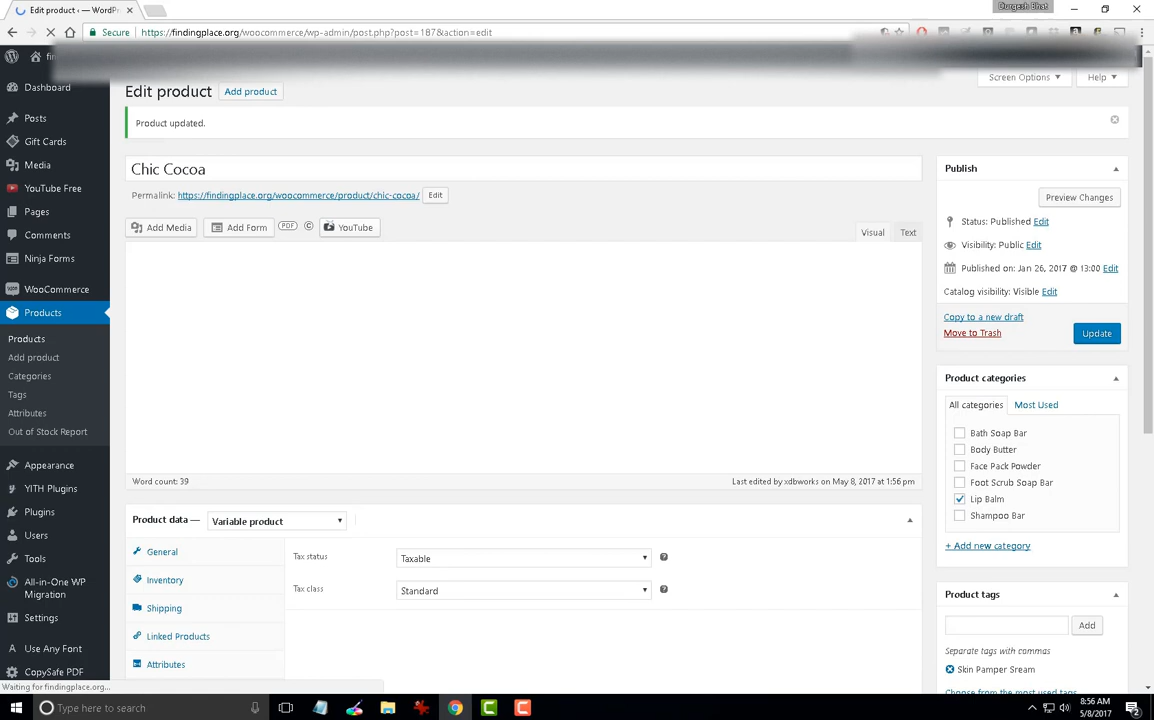 Edit product ‹ — WordPr
Durgesh Bhat
Secure
https://findingplace.org/woocommerce/wp-admin/post.php?post=187&action=edit
Dashboard
Posts
Gift Cards
Media
YouTube Free
Pages
Comments
Ninja Forms
WooCommerce
Products
Products
Add product
Categories
Tags
Attributes
Out of Stock Report
Appearance
YITH Plugins
Plugins
Users
Tools
All-in-One WP
Migration
Settings
Use Any Font
CopySafe PDF
Screen Options
Help
Edit product
Add product
Product updated.
Chic Cocoa
Permalink: https://findingplace.org/woocommerce/product/chic-cocoa/ Edit
Add Media
Add Form
PDF
©
YouTube
Visual
Text
Word count: 39
Last edited by xdbworks on May 8, 2017 at 1:56 pm
Product data —
Variable product
General
Inventory
Shipping
Linked Products
Attributes
Tax status
Taxable
Tax class
Standard
Publish
Preview Changes
Status: Published Edit
Visibility: Public Edit
Published on: Jan 26, 2017 @ 13:00 Edit
Catalog visibility: Visible Edit
Copy to a new draft
Move to Trash
Update
Product categories
All categories
Most Used
Bath Soap Bar
Body Butter
Face Pack Powder
Foot Scrub Soap Bar
Lip Balm
Shampoo Bar
+ Add new category
Product tags
Add
Separate tags with commas
Skin Pamper Sream
Choose from the most used tags
Waiting for findingplace.org...
Type here to search
8:56 AM
5/8/2017
2